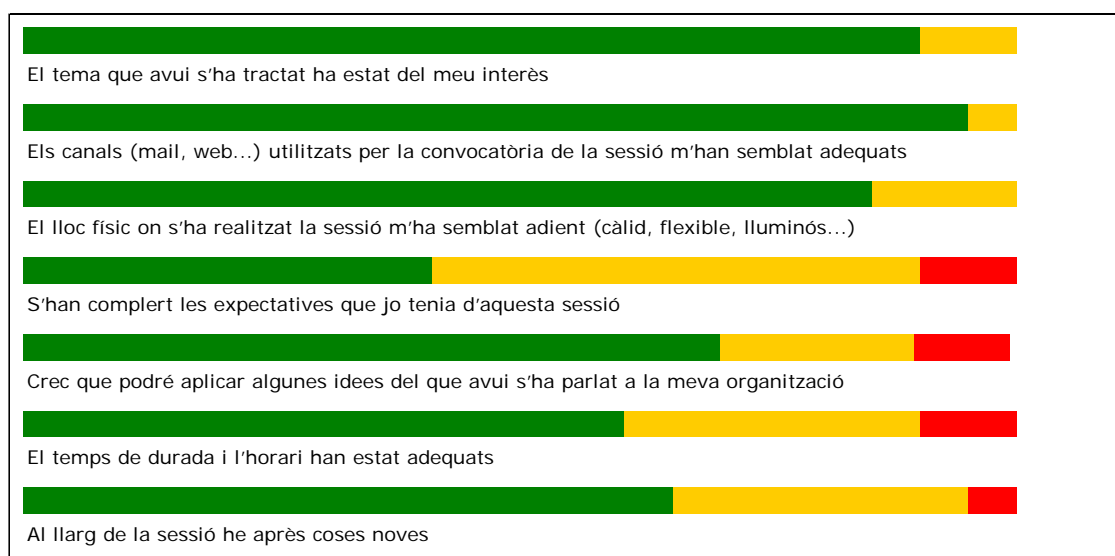 El tema que avui s'ha tractat ha estat del meu interès
Els canals (mail, web...) utilitzats per la convocatòria de la sessió m'han semblat adequats
El lloc físic on s'ha realitzat la sessió m'ha semblat adient (càlid, flexible, lluminós...)
S'han complert les expectatives que jo tenia d'aquesta sessió
Crec que podré aplicar algunes idees del que avui s'ha parlat a la meva organització
El temps de durada i l'horari han estat adequats
Al llarg de la sessió he après coses noves